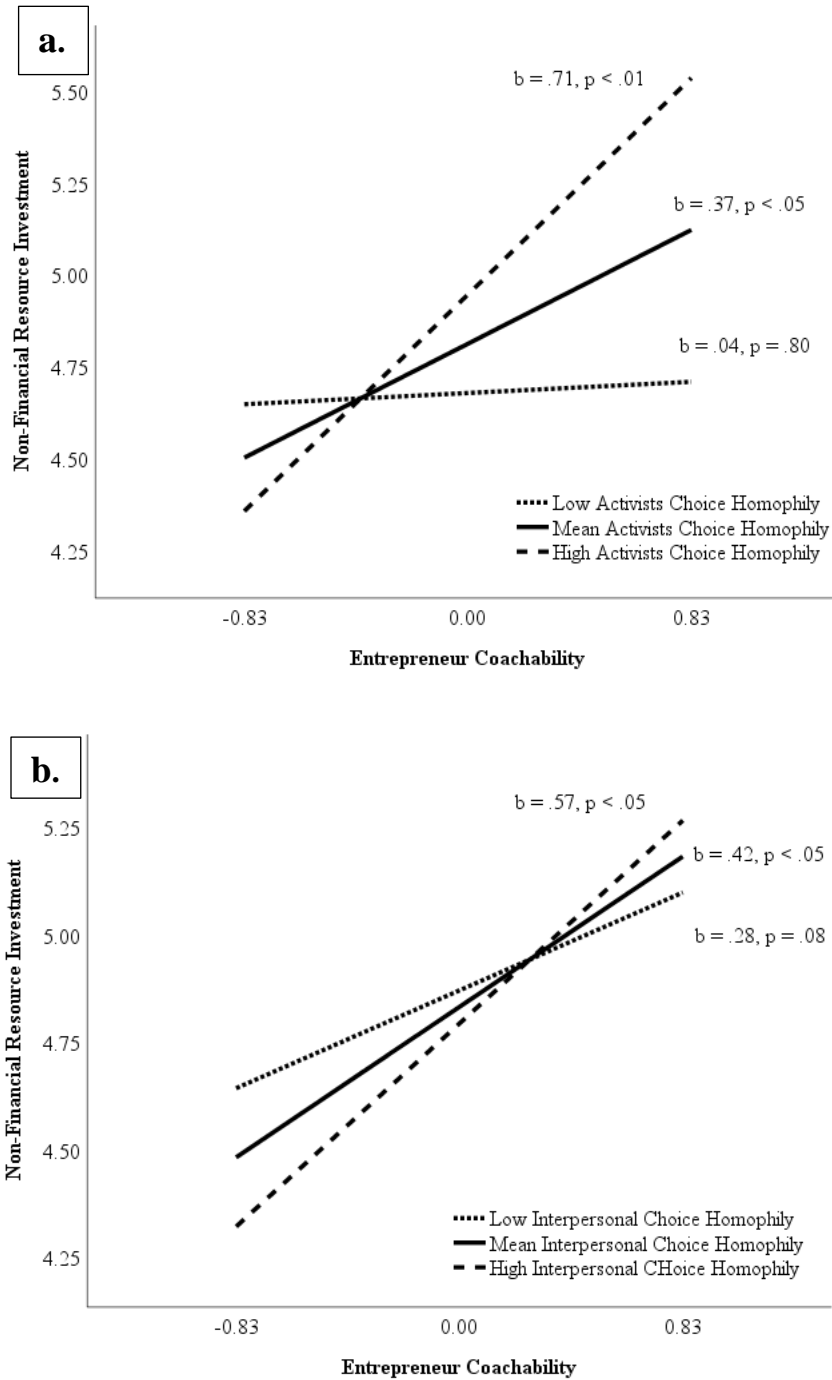 a.
b = .71, p < .01
5.50
5.25
b = .37, p < .05
5.00
b = .04, p = .80
4.75
4.50
4.25
Non-Financial Resource Investment
Low Activists Choice Homophily
Mean Activists Choice Homophily
High Activists Choice Homophily
-0.83 0.00 0.83
Entrepreneur Coachability
b.
b = .57, p < .05
5.25
b = .42, p < .05
5.00
b = .28, p = .08
4.75
4.50
4.25
Non-Financial Resource Investment
Low Interpersonal Choice Homophily
Mean Interpersonal Choice Homophily
High Interpersonal CHoice Homophily
-0.83 0.00 0.83
Entrepreneur Coachability